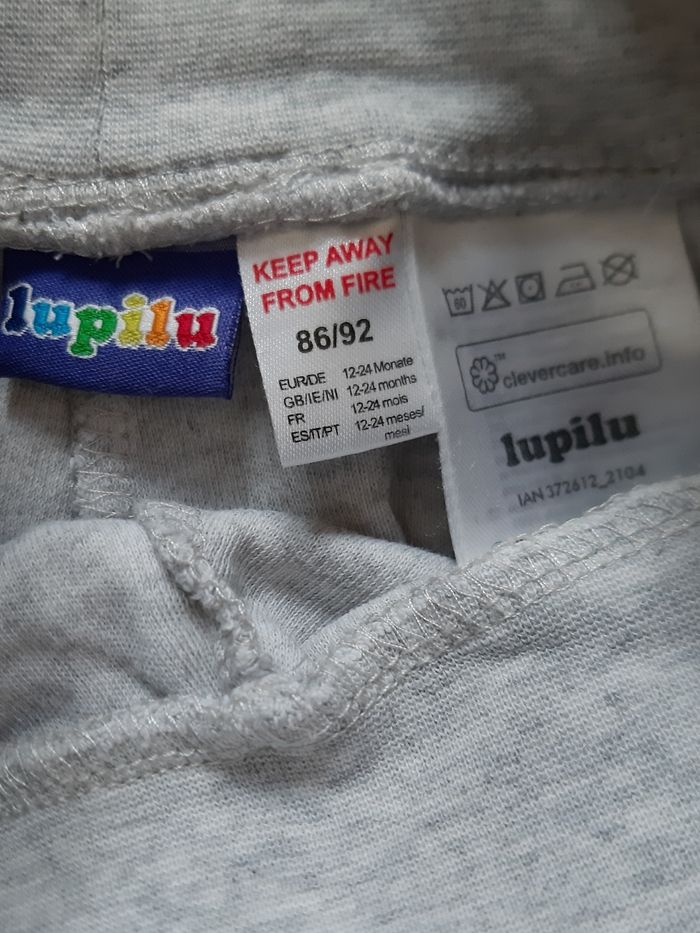 lupilu
KEEP AWAY
FROM FIRE
86/92
EUR/DE 12-24 Monate
GB/IE/NI 12-24 months
FR 12-24 mois
ES/IT/PT 12-24 meses/
mesi
60
™
clevercare.info
lupilu
IAN 372612_2104